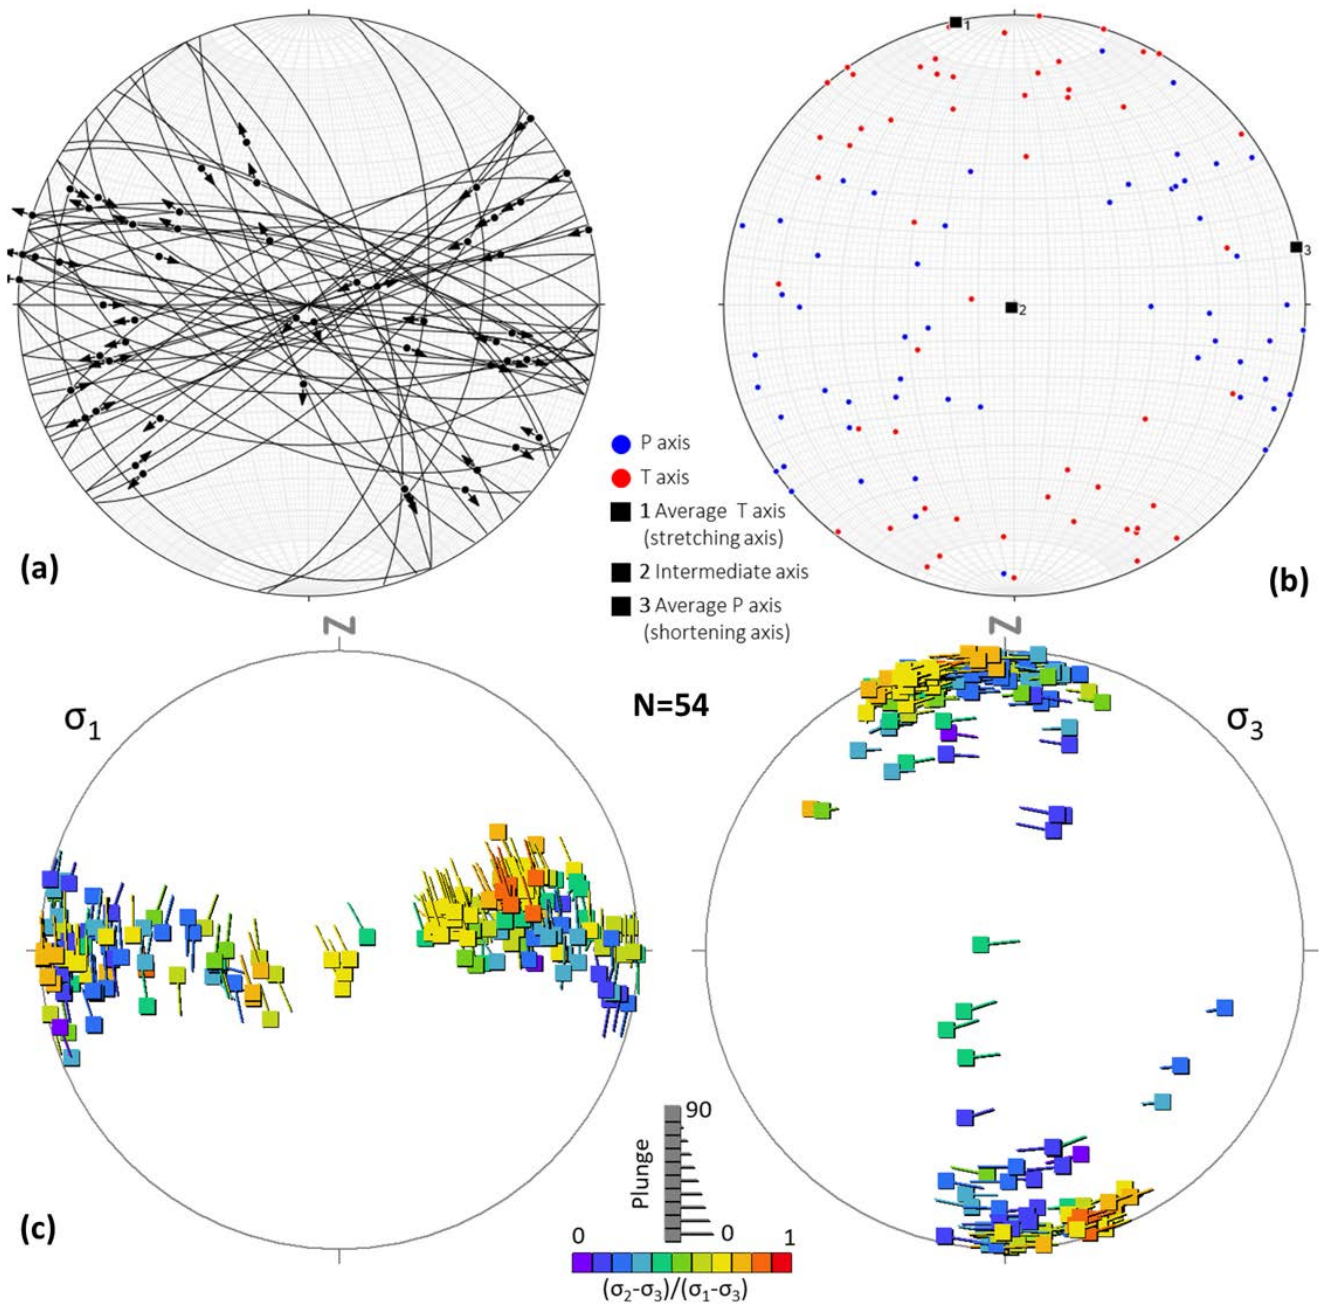 1
3
2
P axis
T axis
1 Average T axis
(stretching axis)
2 Intermediate axis
3 Average P axis
(shortening axis)
(a)
(b)
N
N
σ1
N=54
σ3
90
Plunge
0
0
1
(σ2-σ3)/(σ1-σ3)
(c)